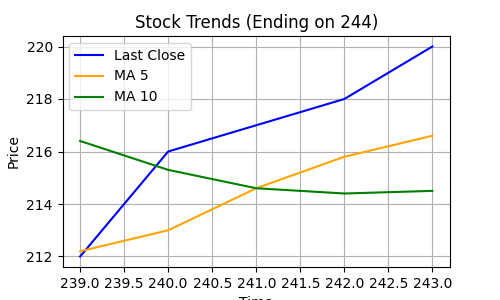 Stock Trends (Ending on 244)
Last Close
MA 5
MA 10
Price
220
218
216
214
212
239.0 239.5 240.0 240.5 241.0 241.5 242.0 242.5 243.0
Time